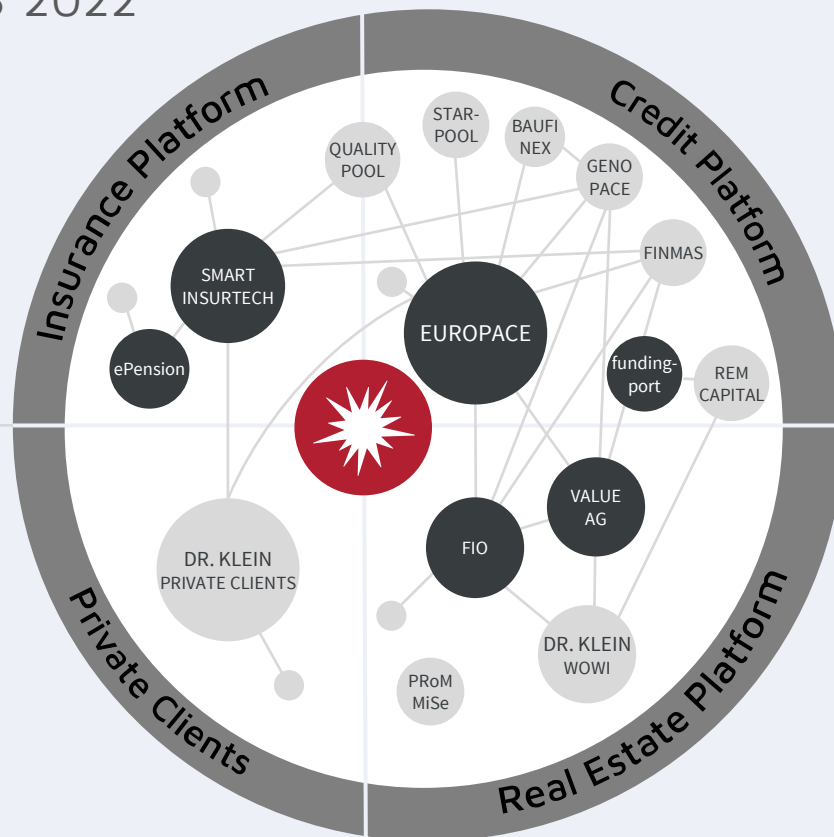 2022
Insurance Platform
Credit Platform
STAR-
POOL
BAUFI
NEX
QUALITY
POOL
GENO
PACE
FINMAS
SMART
INSURTECH
EUROPACE
ePension
funding-
port
REM
CAPITAL
VALUE
AG
FIO
DR. KLEIN
PRIVATE CLIENTS
DR. KLEIN
WOWI
PRoM
MiSe
Private Clients
Real Estate Platform